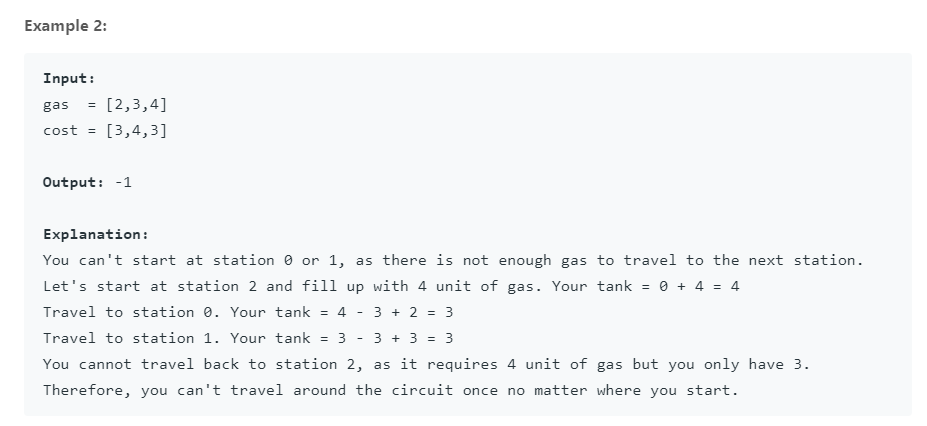 Example 2:
Input:
gas  = [2,3,4]
cost = [3,4,3]
Output: -1
Explanation:
You can't start at station 0 or 1, as there is not enough gas to travel to the next station.
Let's start at station 2 and fill up with 4 unit of gas. Your tank = 0 + 4 = 4
Travel to station 0. Your tank = 4 - 3 + 2 = 3
Travel to station 1. Your tank = 3 - 3 + 3 = 3
You cannot travel back to station 2, as it requires 4 unit of gas but you only have 3.
Therefore, you can't travel around the circuit once no matter where you start.